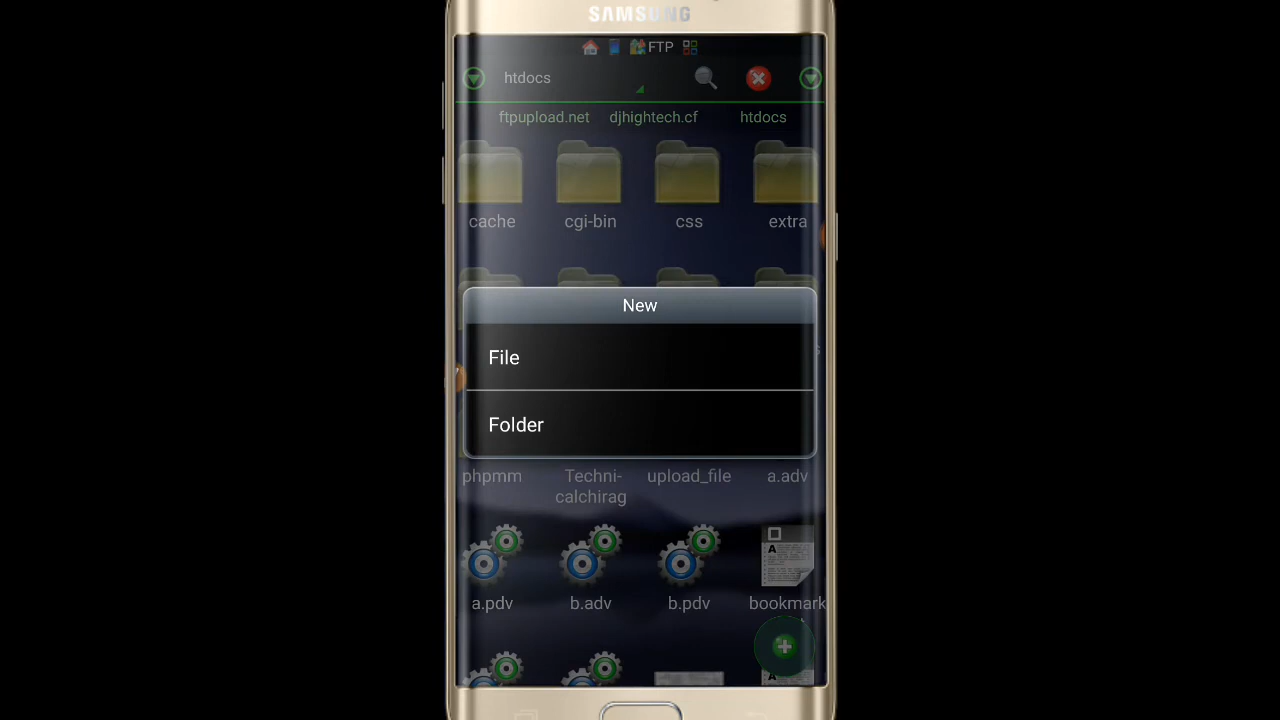 SAMSUNG
FTP
htdocs
ftpupload.net djhightech.cf htdocs
cache cgi-bin css extra
New
File
Folder
phpmm Techni- upload_file a.adv
calchirag
a.pdv b.adv b.pdv bookmark